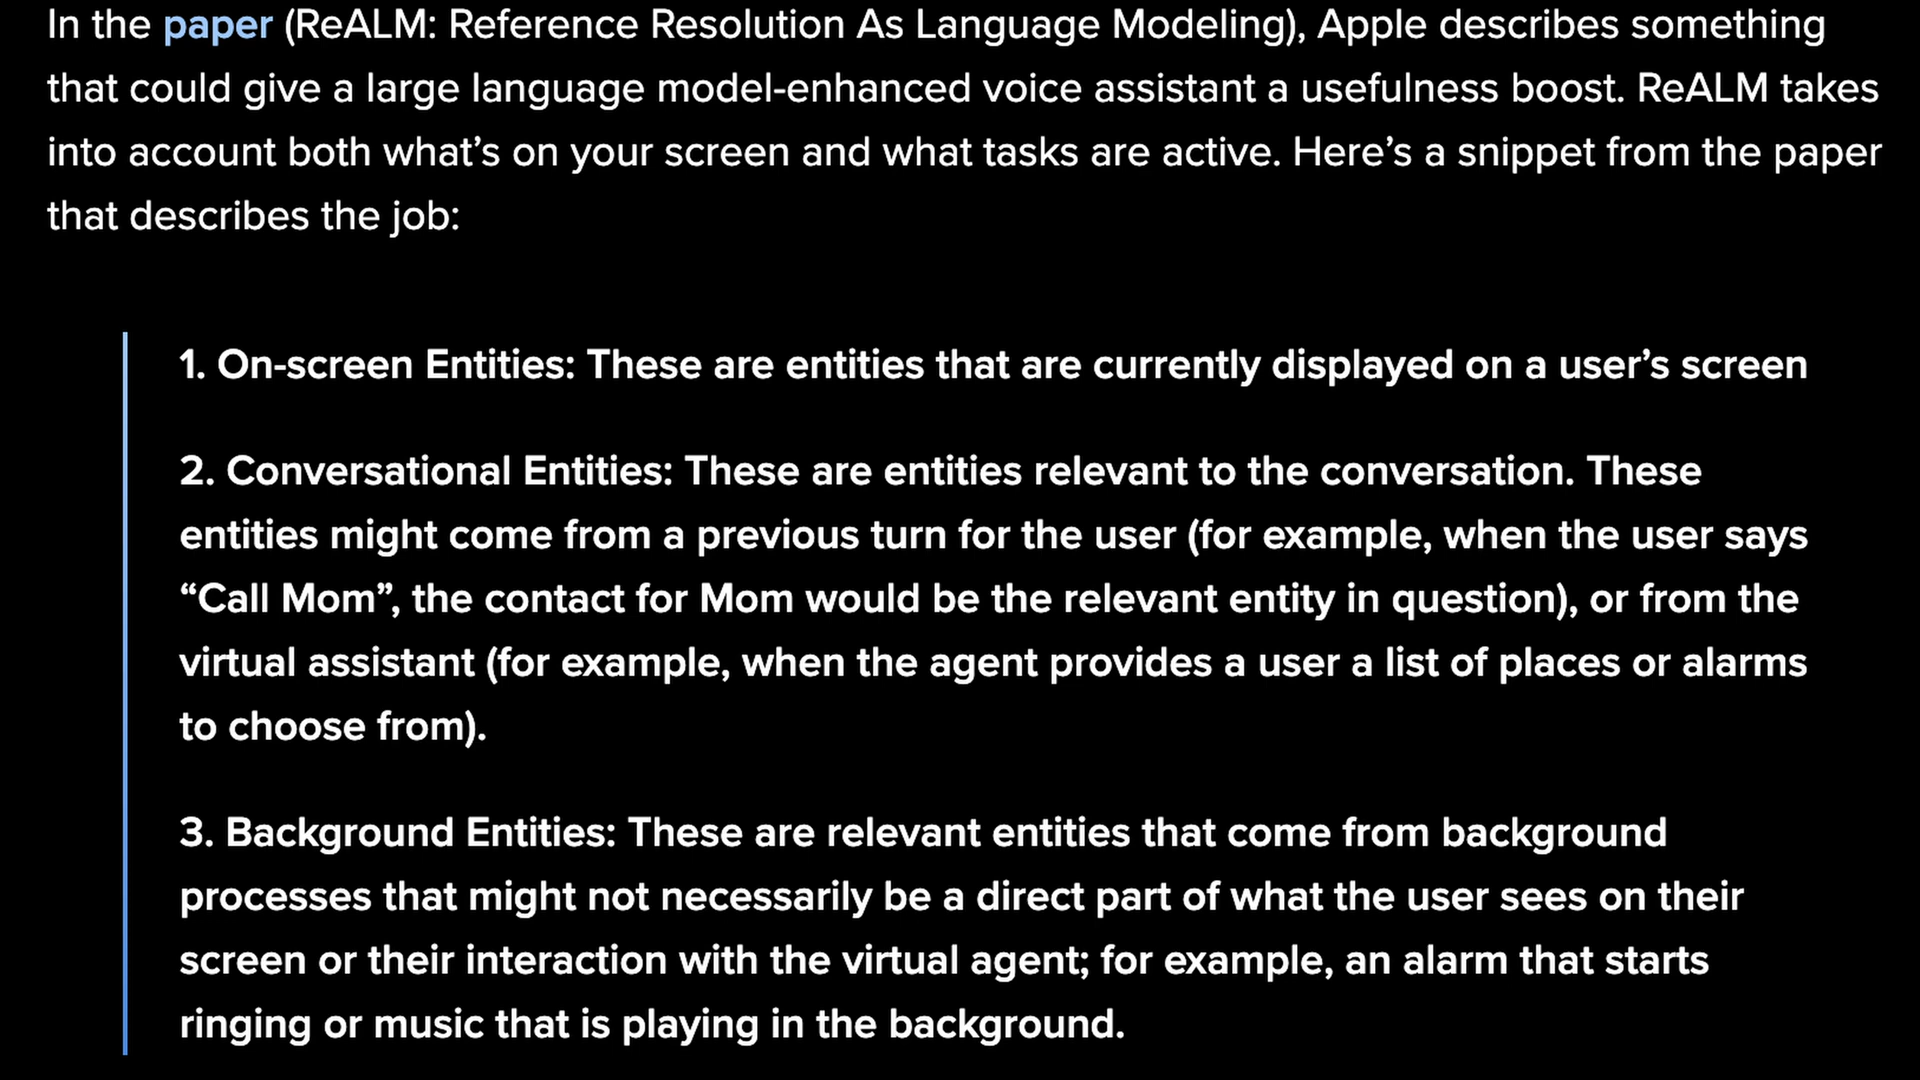 In the paper (ReALM: Reference Resolution As Language Modeling), Apple describes something
that could give a large language model-enhanced voice assistant a usefulness boost. ReALM takes
into account both what’s on your screen and what tasks are active. Here’s a snippet from the paper
that describes the job:
1. On-screen Entities: These are entities that are currently displayed on a user’s screen
2. Conversational Entities: These are entities relevant to the conversation. These
entities might come from a previous turn for the user (for example, when the user says
“Call Mom”, the contact for Mom would be the relevant entity in question), or from the
virtual assistant (for example, when the agent provides a user a list of places or alarms
to choose from).
3. Background Entities: These are relevant entities that come from background
processes that might not necessarily be a direct part of what the user sees on their
screen or their interaction with the virtual agent; for example, an alarm that starts
ringing or music that is playing in the background.